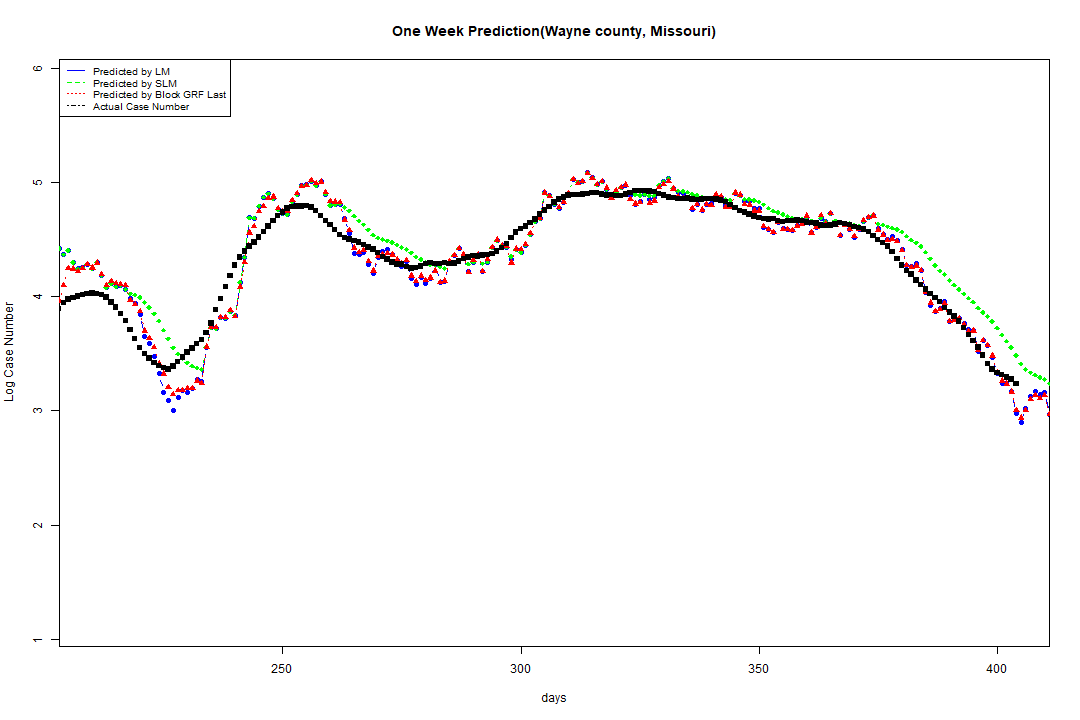 One Week Prediction(Wayne county, Missouri)
Predicted by LM
Predicted by SLM
Predicted by Block GRF Last
Actual Case Number
6
5
4
3
2
1
Log Case Number
250
300
350
400
days